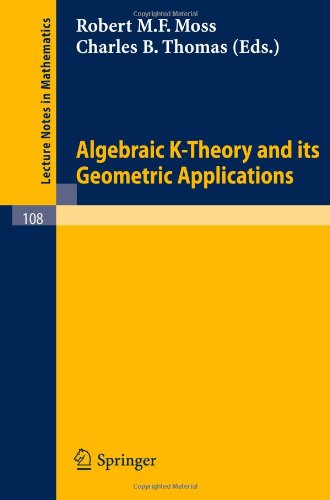 Robert M.F. Moss
Charles B. Thomas (Eds.)
Lecture Notes in Mathematics
108
Algebraic K-Theory and its
Geometric Applications
Springer